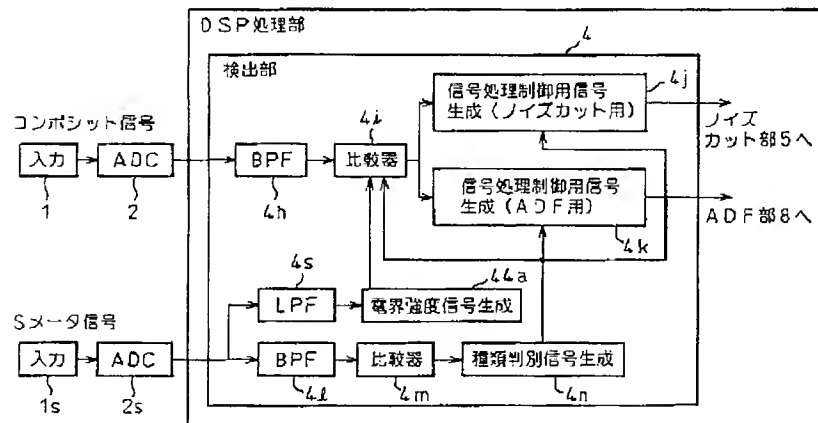 DSP処理部
4
検出部
信号処理制御用信号
生成(ノイズカット用)
4j
ノイズ
カット部5へ
コンポシット信号
入力
ADC
BPF
4i
比較器
1
2
4h
信号処理制御用信号
生成(ADF用)
ADF部8へ
4k
4s
44a
LPF
電界強度信号生成
Sメータ信号
入力
ADC
BPF
比較器
種類判別信号生成
1s
2s
4ℓ
4m
4n